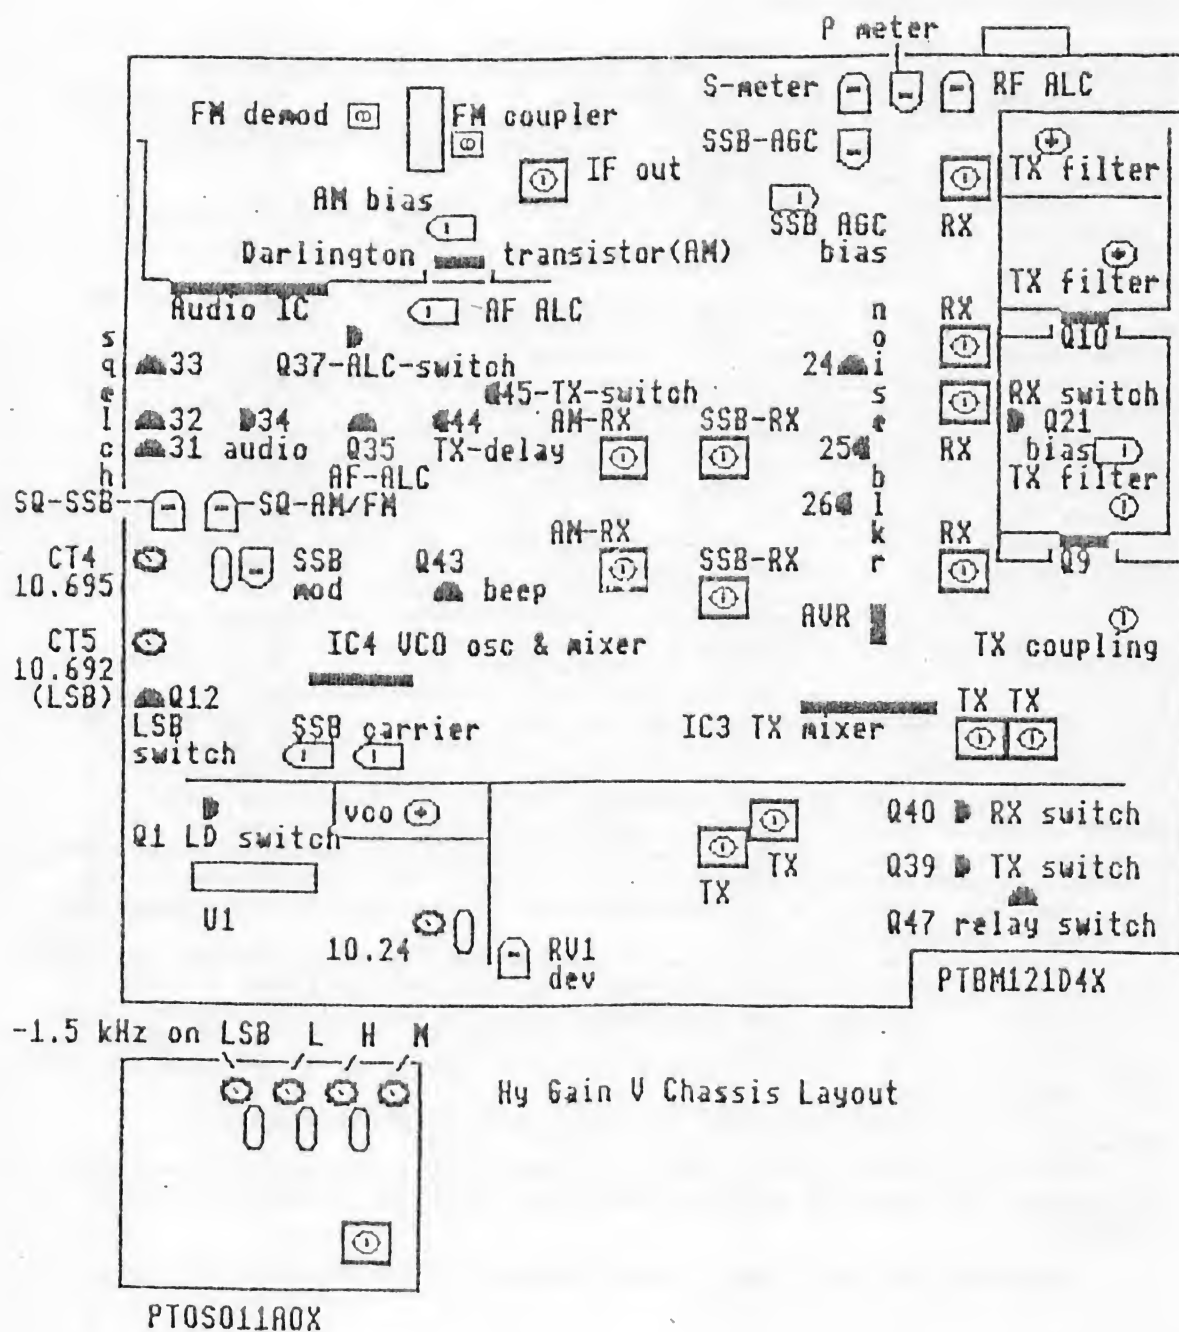 P meter
S-meter
RF ALC
FM demod
FM coupler
SSB-AGC
IF out
TX filter
AM bias
SSB AGC
bias
RX
Darlington
transistor(AM)
TX filter
Audio IC
AF ALC
RX
Q10
squelch
noise blkr
33
Q37-ALC-switch
24
45-TX-switch
RX switch
32
34
44
AM-RX
SSB-RX
Q21
31
audio
Q35
TX-delay
25
RX
bias
AF-ALC
TX filter
SQ-SSB
SQ-AM/FM
26
CT4
10.695
SSB
mod
Q43
beep
AM-RX
SSB-RX
RX
Q9
AVR
CT5
10.692
(LSB)
IC4 VCO osc & mixer
TX coupling
Q12
LSB
switch
SSB carrier
IC3 TX mixer
TX TX
vco
Q40
RX switch
Q1 LD switch
TX
TX
Q39
TX switch
U1
10.24
Q47 relay switch
RV1
dev
PTBM121D4X
-1.5 kHz on LSB L H M
Hy Gain V Chassis Layout
PTOS011A0X